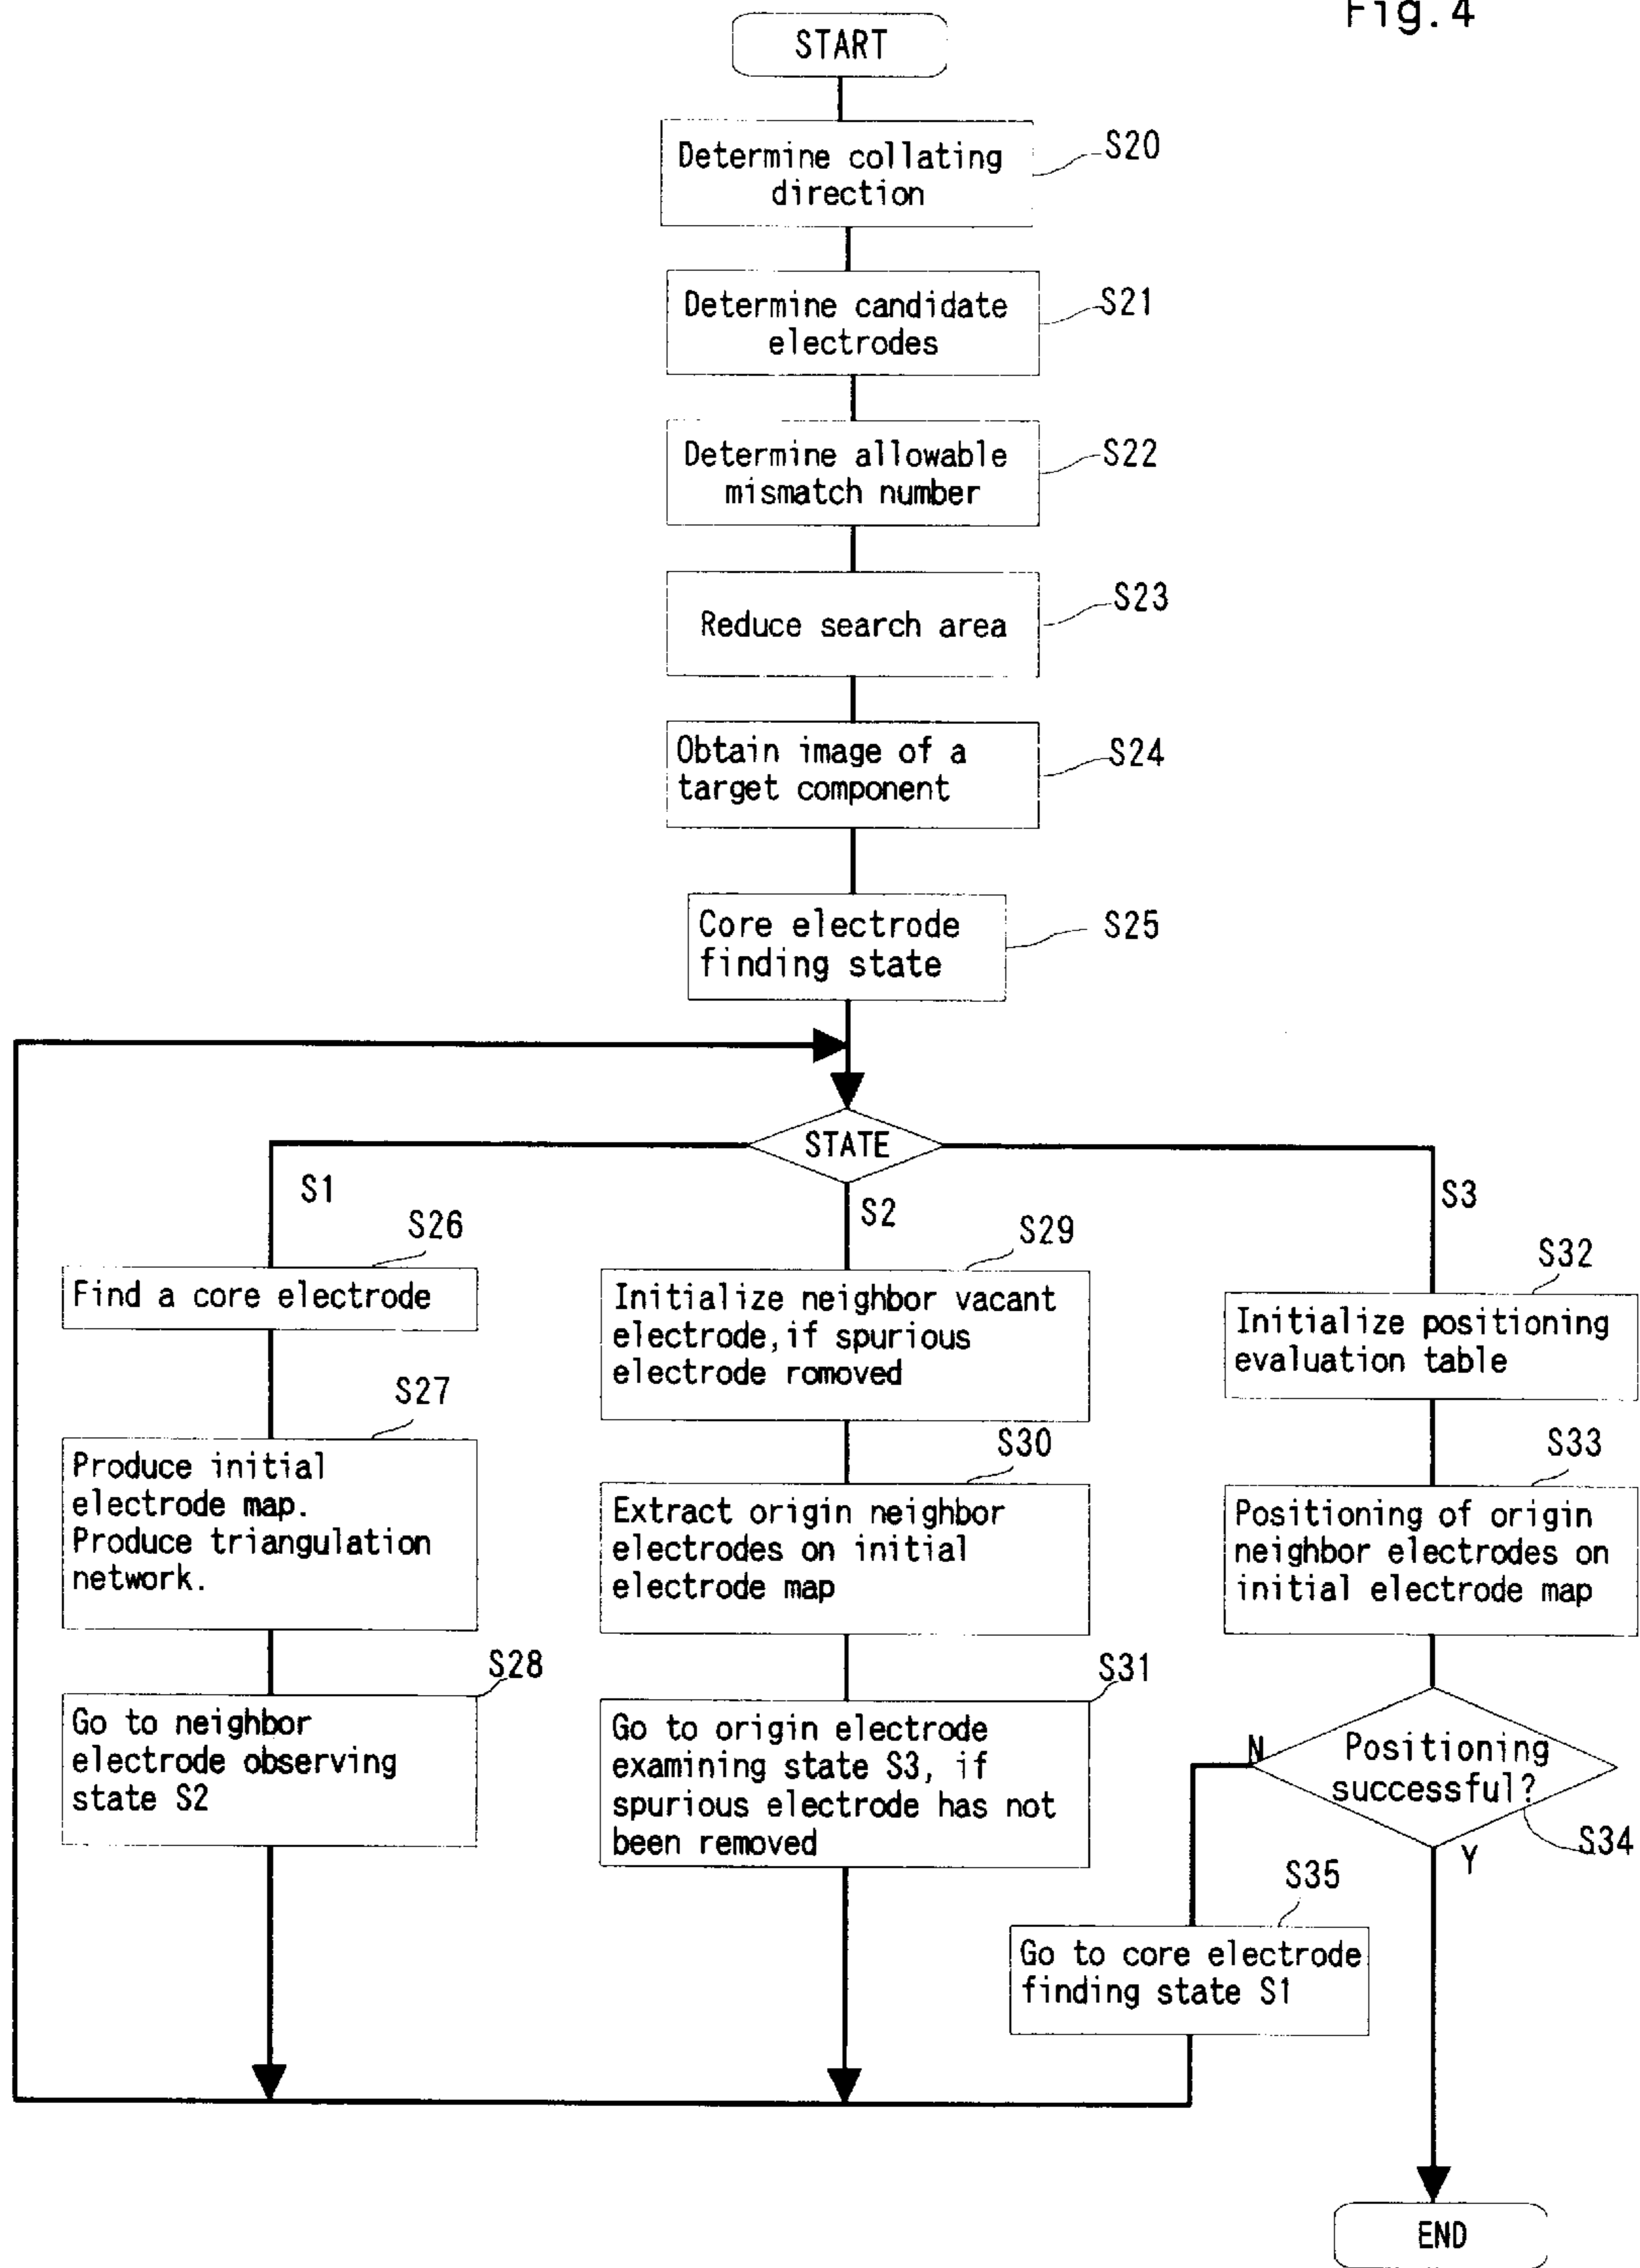 Fig.4
START
Determine collating
direction
S20
Determine candidate
electrodes
S21
Determine allowable
mismatch number
S22
Reduce search area
S23
Obtain image of a
target component
S24
Core electrode
finding state
S25
STATE
S1
S2
S3
S26
Find a core electrode
S27
Produce initial
electrode map.
Produce triangulation
network.
S28
Go to neighbor
electrode observing
state S2
S29
Initialize neighbor vacant
electrode,if spurious
electrode romoved
S30
Extract origin neighbor
electrodes on initial
electrode map
S31
Go to origin electrode
examining state S3, if
spurious electrode has not
been removed
S32
Initialize positioning
evaluation table
S33
Positioning of origin
neighbor electrodes on
initial electrode map
N
Positioning
successful?
S34
Y
S35
Go to core electrode
finding state S1
END